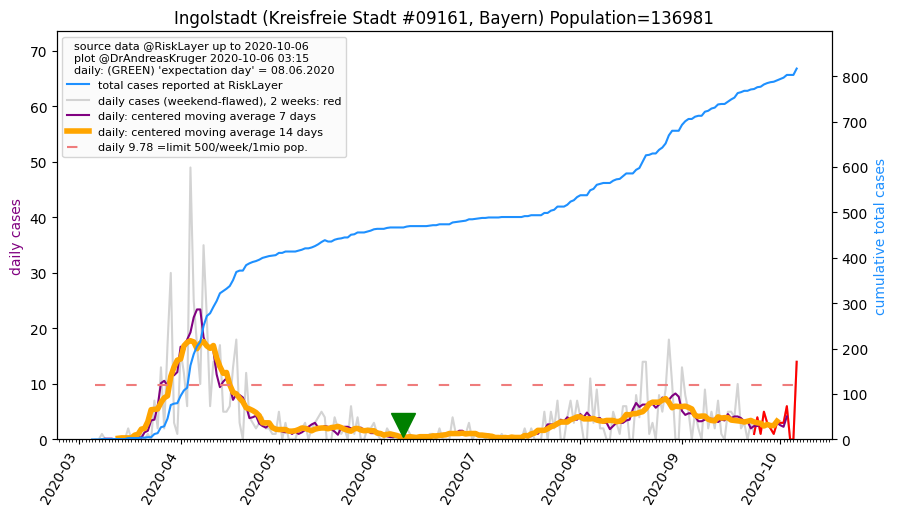 Ingolstadt (Kreisfreie Stadt #09161, Bayern) Population=136981
source data @RiskLayer up to 2020-10-06
plot @DrAndreasKruger 2020-10-06 03:15
daily: (GREEN) 'expectation day' = 08.06.2020
total cases reported at RiskLayer
daily cases (weekend-flawed), 2 weeks: red
daily: centered moving average 7 days
daily: centered moving average 14 days
daily 9.78 =limit 500/week/1mio pop.
daily cases
70
60
50
40
30
20
10
0
cumulative total cases
800
700
600
500
400
300
200
100
0
2020-03
2020-04
2020-05
2020-06
2020-07
2020-08
2020-09
2020-10